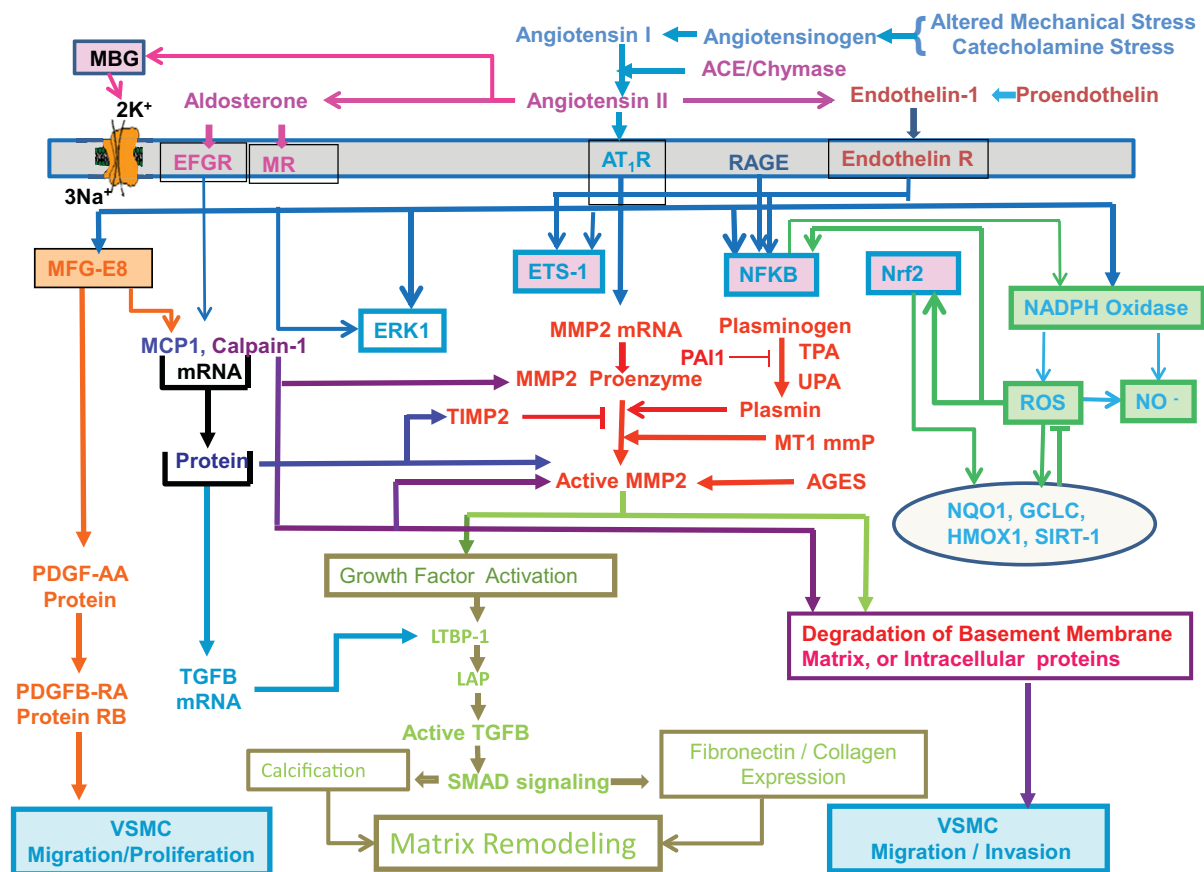 Angiotensin I
Angiotensinogen
Altered Mechanical Stress
Catecholamine Stress
MBG
ACE/Chymase
2K⁺
Aldosterone
Angiotensin II
Endothelin-1
Proendothelin
EFGR
MR
AT₁R
RAGE
Endothelin R
3Na⁺
MFG-E8
ETS-1
NFKB
Nrf2
NADPH Oxidase
ERK1
MMP2 mRNA
Plasminogen
MCP1, Calpain-1
mRNA
PAI1
TPA
UPA
MMP2 Proenzyme
ROS
NO ⁻
TIMP2
Plasmin
MT1 mmP
Protein
Active MMP2
AGES
NQO1, GCLC,
HMOX1, SIRT-1
PDGF-AA
Protein
Growth Factor Activation
LTBP-1
Degradation of Basement Membrane
Matrix, or Intracellular proteins
TGFB
mRNA
LAP
PDGFB-RA
Protein RB
Active TGFB
Calcification
SMAD signaling
Fibronectin / Collagen
Expression
VSMC
Migration/Proliferation
Matrix Remodeling
VSMC
Migration / Invasion